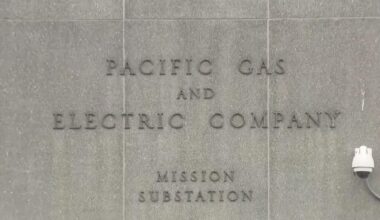 PACIFIC GAS
AND
ELECTRIC COMPANY
MISSION
SUBSTATION